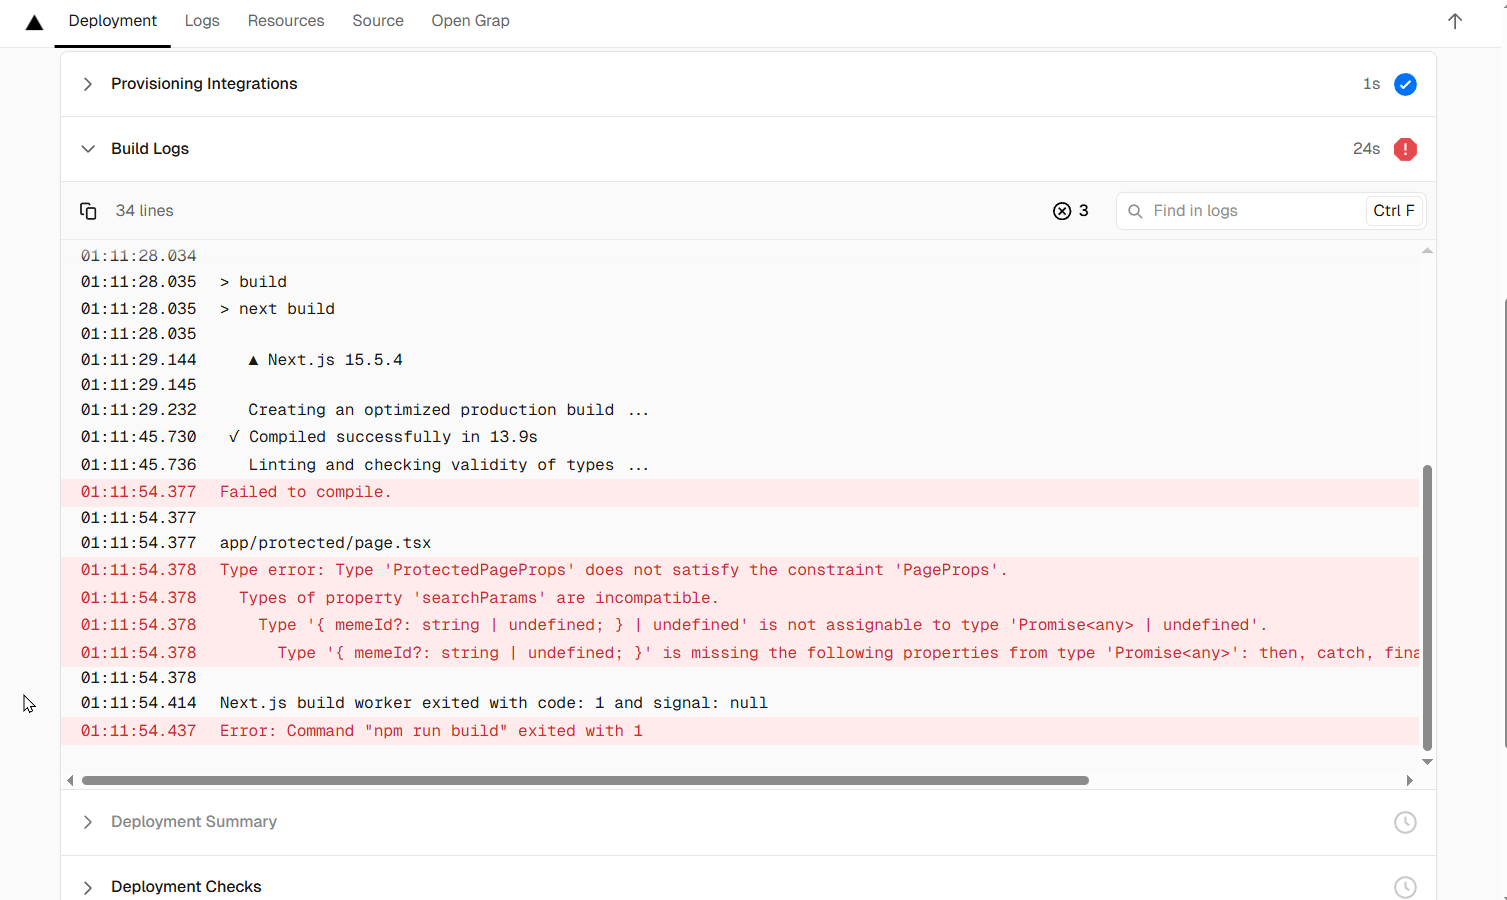 Deployment Logs Resources Source Open Grap
Provisioning Integrations 1s
Build Logs 24s
34 lines 3 Find in logs Ctrl F
01:11:28.034
01:11:28.035 > build
01:11:28.035 > next build
01:11:28.035
01:11:29.144 ▲ Next.js 15.5.4
01:11:29.145
01:11:29.232 Creating an optimized production build ...
01:11:45.730 ✓ Compiled successfully in 13.9s
01:11:45.736 Linting and checking validity of types ...
01:11:54.377 Failed to compile.
01:11:54.377
01:11:54.377 app/protected/page.tsx
01:11:54.378 Type error: Type 'ProtectedPageProps' does not satisfy the constraint 'PageProps'.
01:11:54.378 Types of property 'searchParams' are incompatible.
01:11:54.378 Type '{ memeId?: string | undefined; } | undefined' is not assignable to type 'Promise<any> | undefined'.
01:11:54.378 Type '{ memeId?: string | undefined; }' is missing the following properties from type 'Promise<any>': then, catch, fina
01:11:54.378
01:11:54.414 Next.js build worker exited with code: 1 and signal: null
01:11:54.437 Error: Command "npm run build" exited with 1
Deployment Summary
Deployment Checks